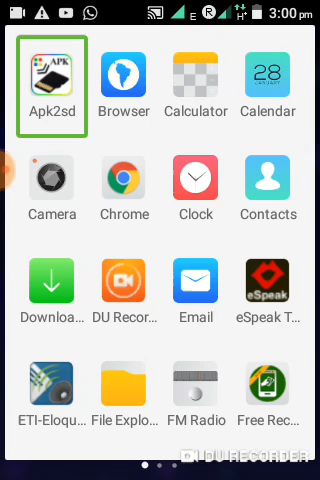 E R H 3:00 pm
APK
28
JANUARY
Apk2sd Browser Calculator Calendar
Camera Chrome Clock Contacts
eSpeak
Downloa... DU Recor... Email eSpeak T...
ETI-Eloqu... File Explo... FM Radio Free Rec...
DU RECORDER